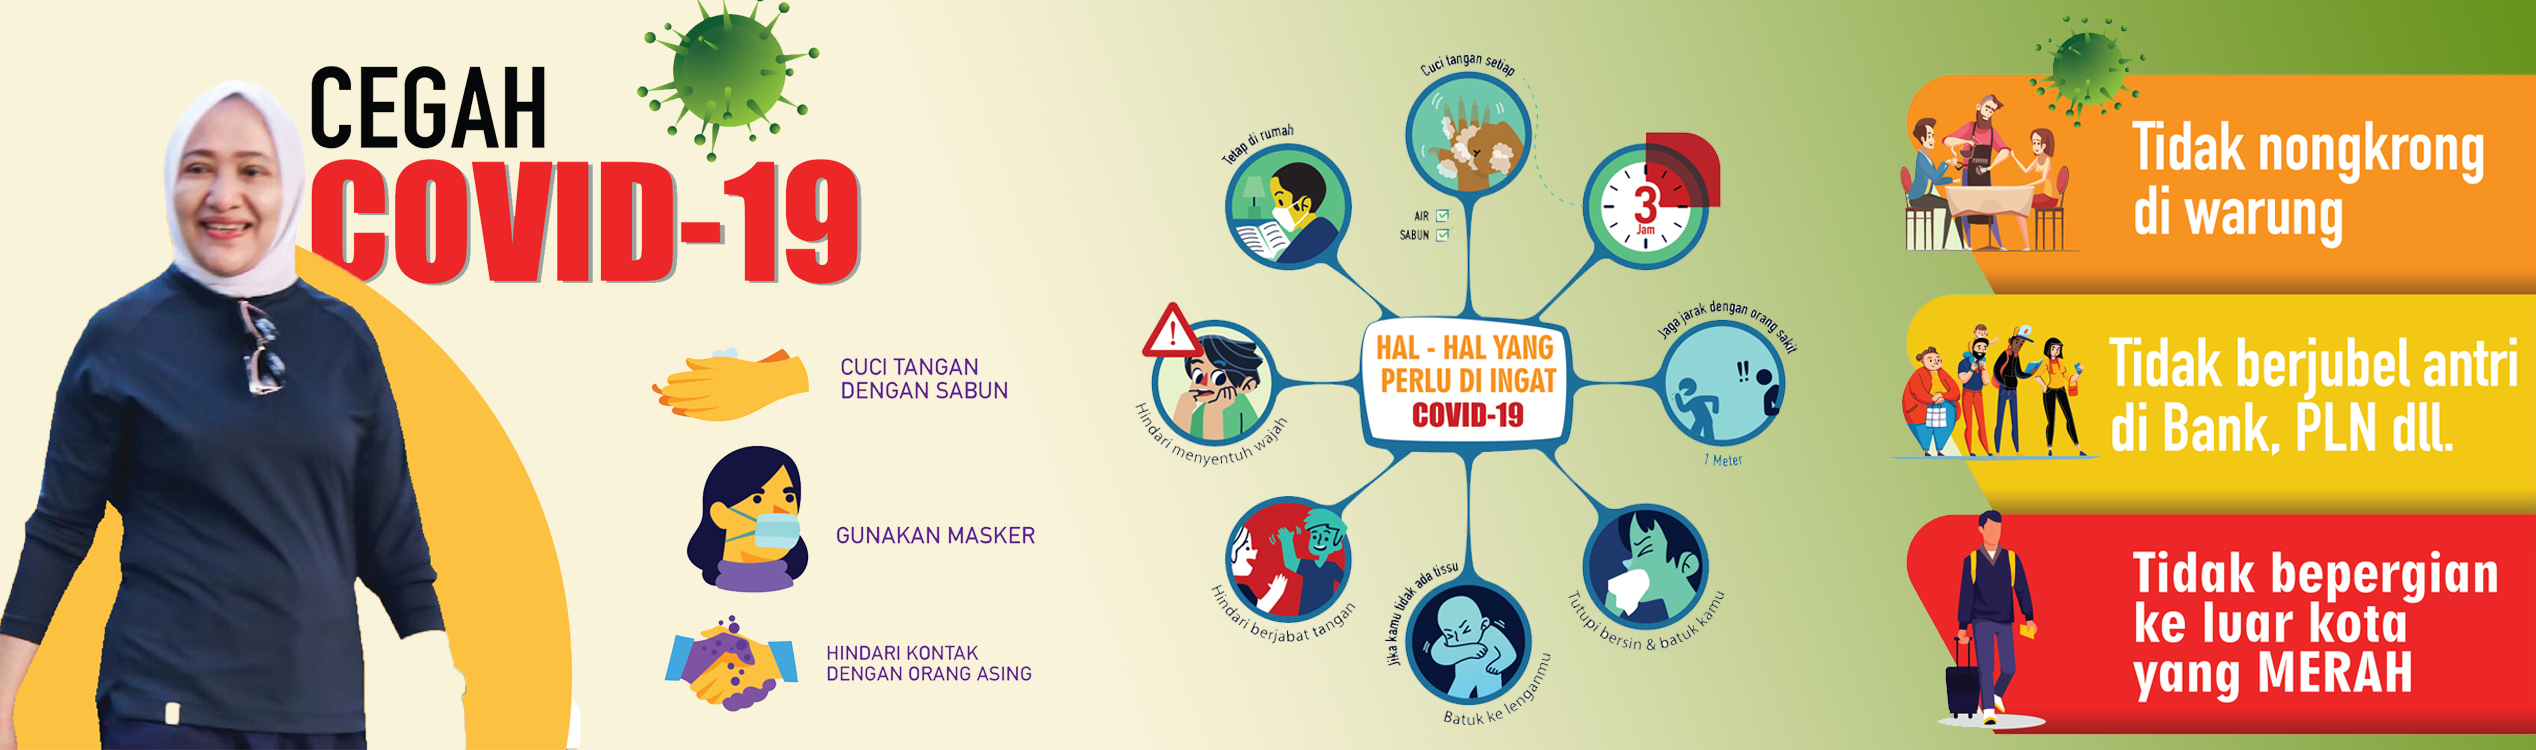 CEGAH
COVID-19
CUCI TANGAN
DENGAN SABUN
GUNAKAN MASKER
HINDARI KONTAK
DENGAN ORANG ASING
HAL - HAL YANG
PERLU DI INGAT
COVID-19
Tetap di rumah
Cuci tangan setiap
AIR
SABUN
3
Jam
Jaga jarak dengan orang sakit
1 Meter
Tutupi bersin & batuk kamu
Jika kamu tidak ada tissu
Batuk ke lenganmu
Hindari berjabat tangan
Hindari menyentuh wajah
!
!!
Tidak nongkrong
di warung
Tidak berjubel antri
di Bank, PLN dll.
Tidak bepergian
ke luar kota
yang MERAH